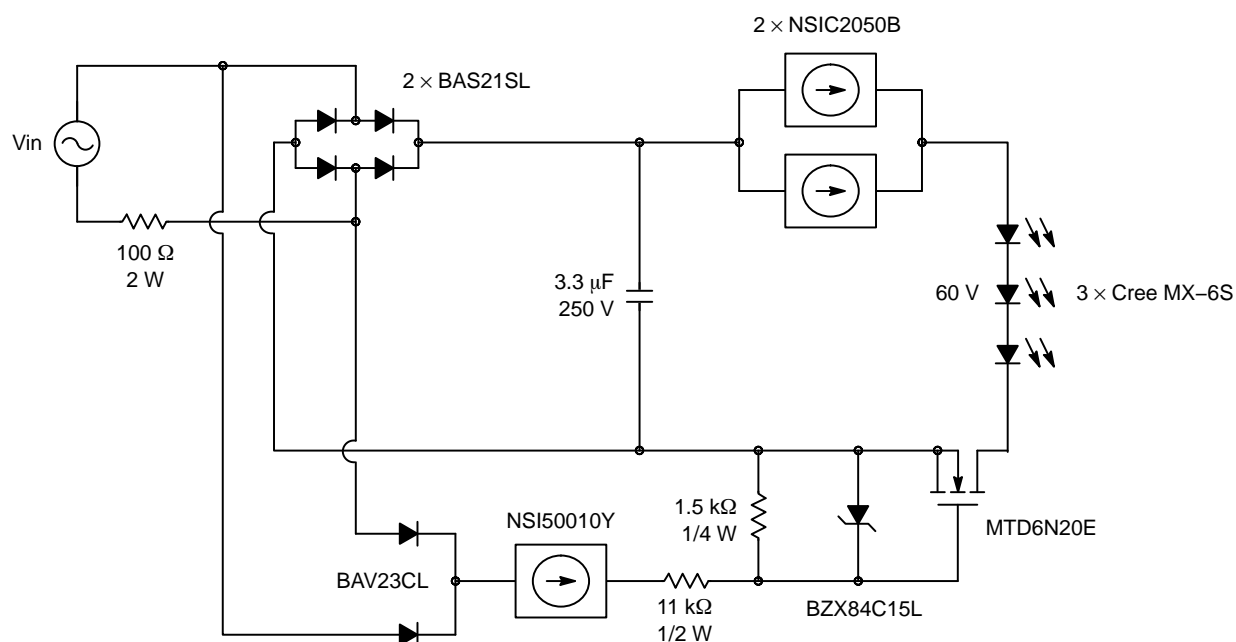 2 × NSIC2050B
2 × BAS21SL
Vin
100 Ω
2 W
3.3 μF
250 V
60 V
3 × Cree MX–6S
NSI50010Y
1.5 kΩ
1/4 W
MTD6N20E
BAV23CL
11 kΩ
1/2 W
BZX84C15L